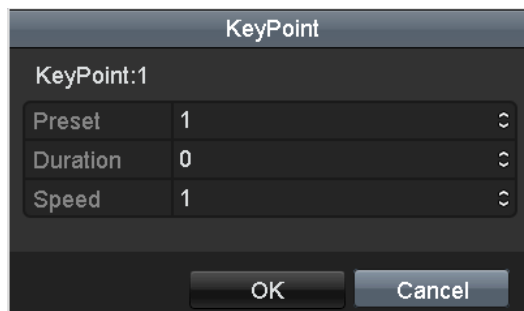 KeyPoint
KeyPoint:1
Preset 1
Duration 0
Speed 1
OK Cancel